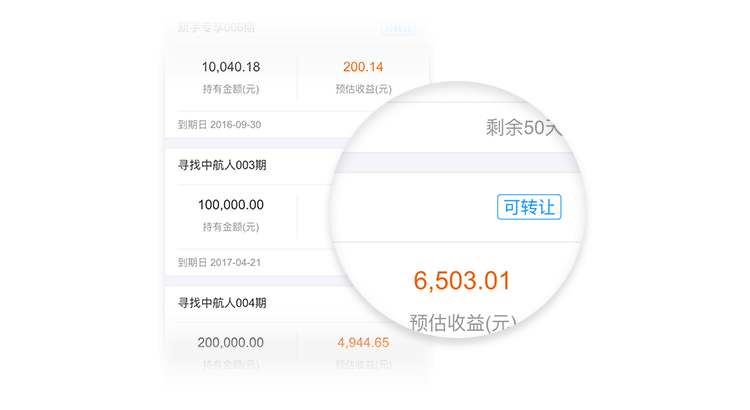 新手专享006期 可转让
10,040.18 200.14
持有金额(元) 预估收益(元)
到期日 2016-09-30
剩余50天
寻找中航人003期
可转让
100,000.00
持有金额(元)
6,503.01
预估收益(元)
到期日 2017-04-21
寻找中航人004期
200,000.00 4,944.65
持有金额(元) 预估收益(元)